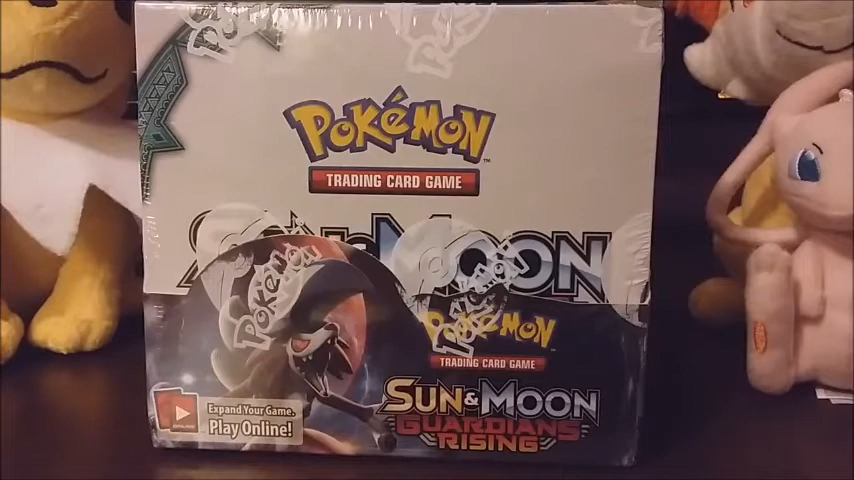 Pokémon
TRADING CARD GAME
MOON
Pokémon
Pokémon
POKÉMON
TRADING CARD GAME
SUN & MOON
GUARDIANS
RISING
EXPAND YOUR GAME.
PLAY ONLINE!